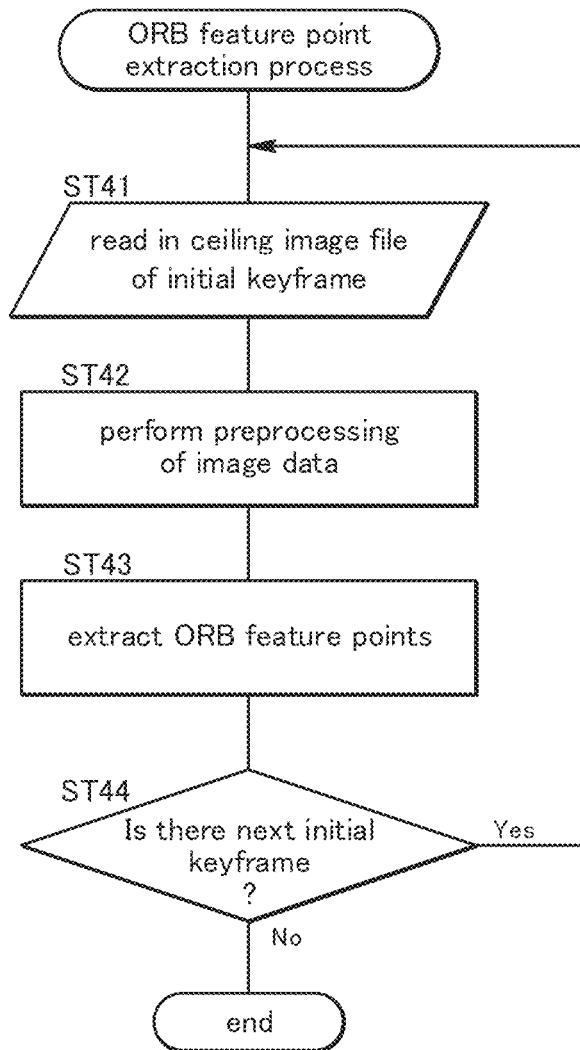 ORB feature point
extraction process
ST41
read in ceiling image file
of initial keyframe
ST42
perform preprocessing
of image data
ST43
extract ORB feature points
ST44
Is there next initial
keyframe
?
Yes
No
end